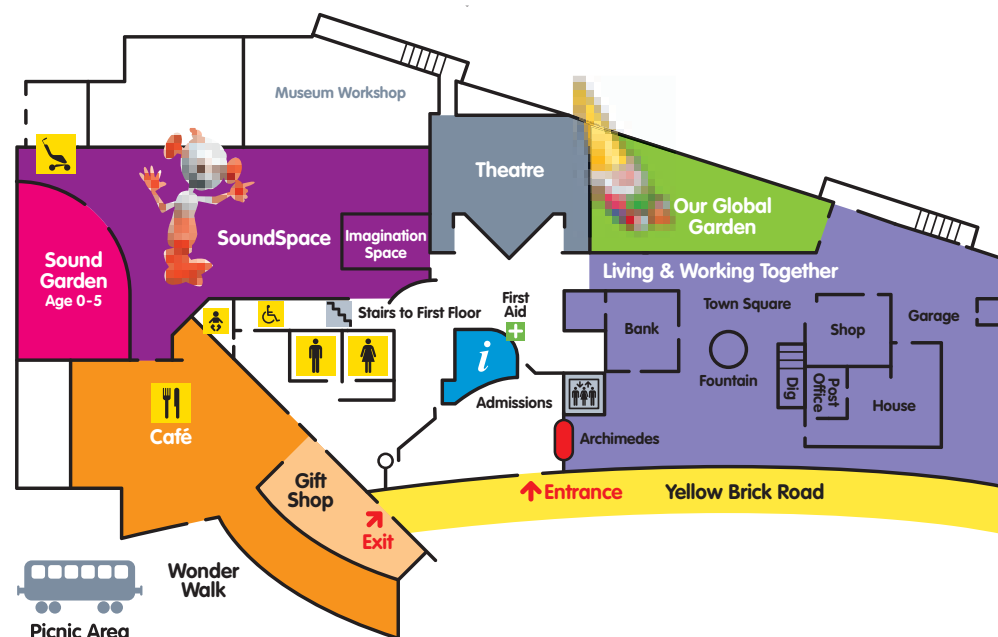 Museum Workshop
Theatre
Our Global
Garden
SoundSpace
Imagination
Space
Sound
Garden
Age 0-5
Living & Working Together
First
Aid
Stairs to First Floor
Town Square
Bank
Shop
Garage
i
Fountain
Dig
Post
Office
House
Admissions
Café
Archimedes
Gift
Shop
Entrance
Yellow Brick Road
Exit
Wonder
Walk
Picnic Area